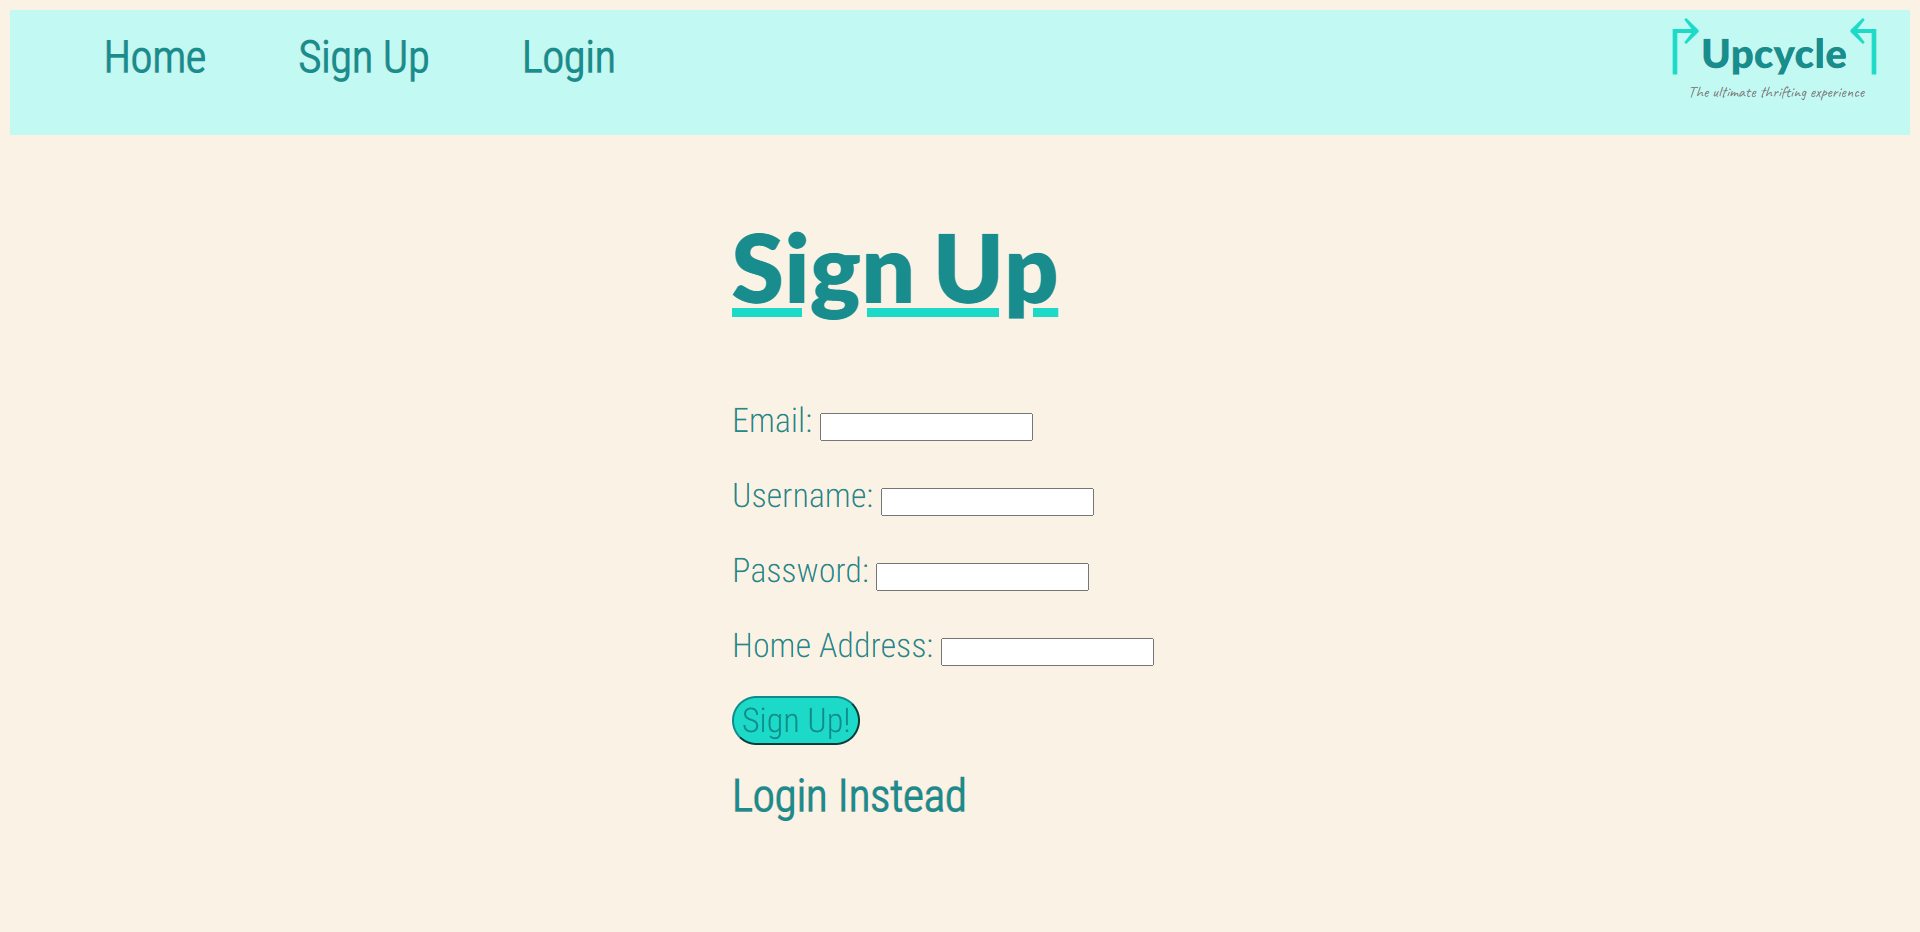 Home Sign Up Login
Upcycle
The ultimate thrifting experience
Sign Up
Email:
Username:
Password:
Home Address:
Sign Up!
Login Instead